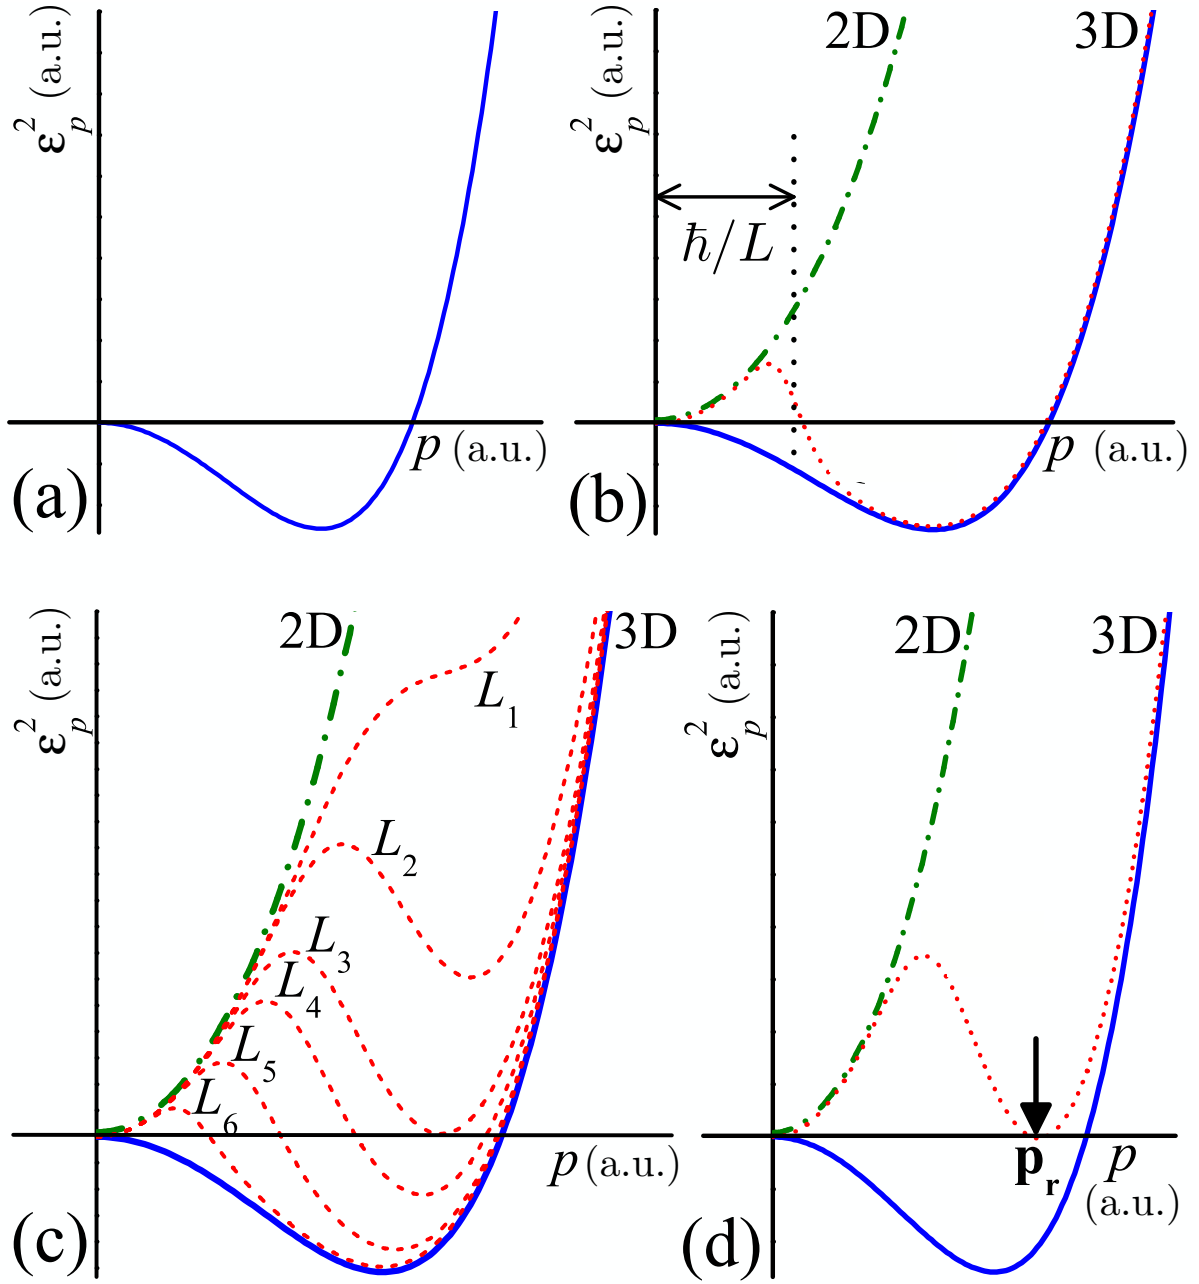 ε²ₚ (a.u.)
p (a.u.)
(a)
ε²ₚ (a.u.)
2D
3D
ħ/L
p (a.u.)
(b)
ε²ₚ (a.u.)
2D
3D
L₁
L₂
L₃
L₄
L₅
L₆
p (a.u.)
(c)
ε²ₚ (a.u.)
2D
3D
pᵣ
p
(a.u.)
(d)